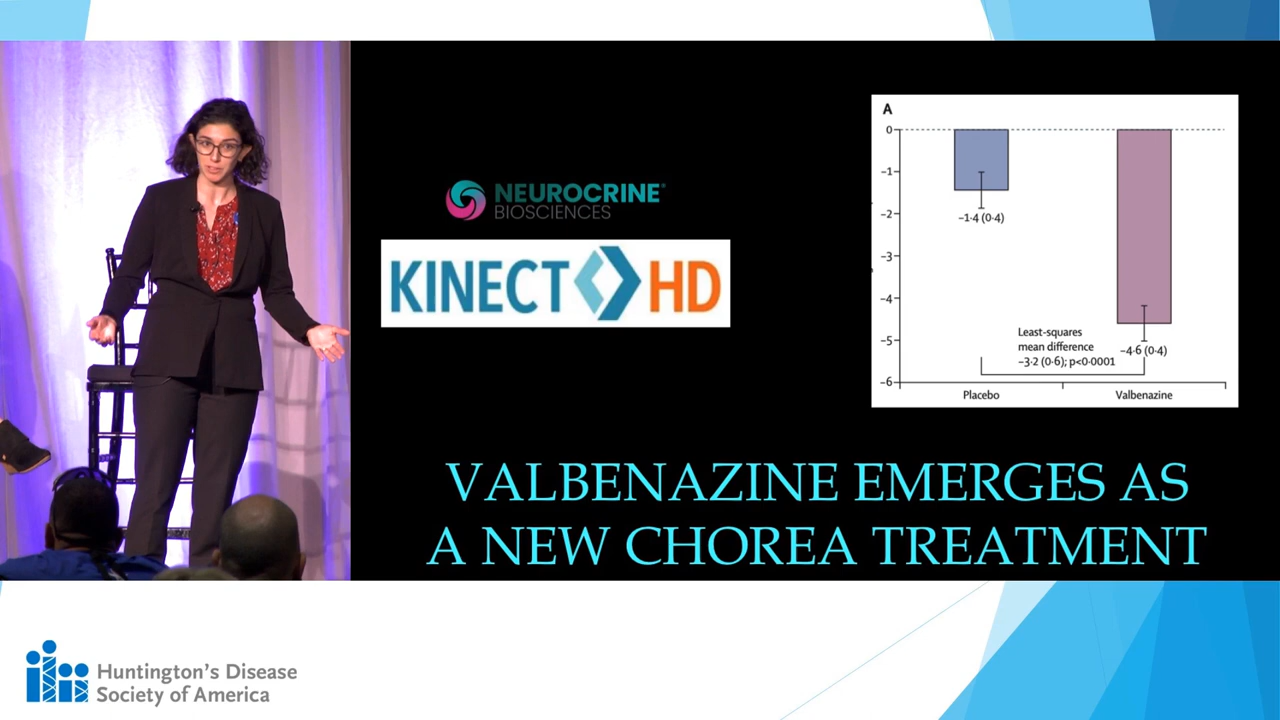 NEUROCRINE®
BIOSCIENCES
KINECT HD
A
0
-1
-2
-3
-4
-5
-6
-1·4 (0·4)
-4·6 (0·4)
Least-squares
mean difference
-3·2 (0·6); p<0·0001
Placebo
Valbenazine
VALBENAZINE EMERGES AS
A NEW CHOREA TREATMENT
Huntington's Disease
Society of America